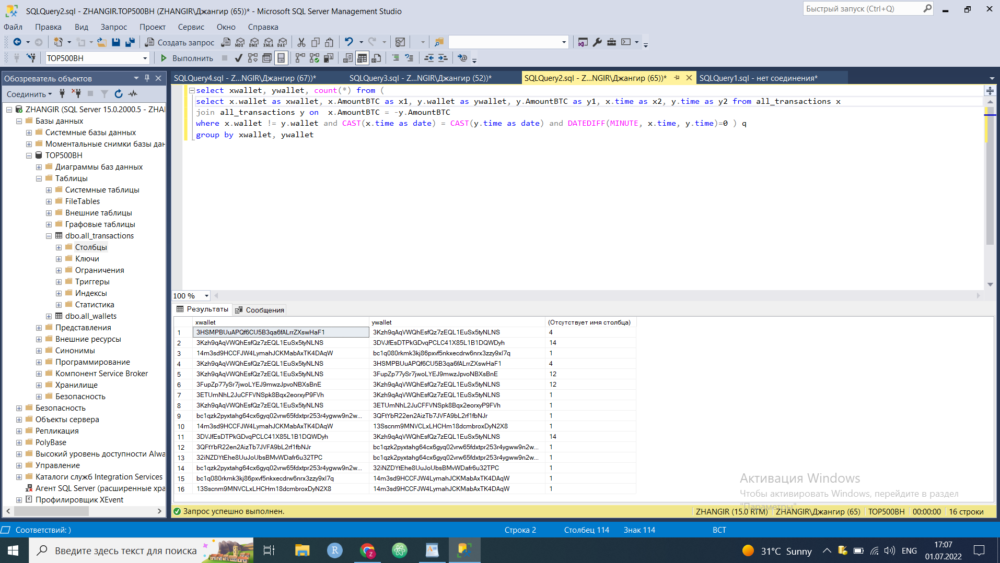 SQLQuery2.sql - ZHANGIR.TOP500BH (ZHANGIR\Джангир (65))* - Microsoft SQL Server Management Studio
Быстрый запуск (Ctrl+Q)
Файл Правка Вид Запрос Проект Сервис Окно Справка
Создать запрос MDX DMX XMLA DAX
TOP500BH Выполнить
Обозреватель объектов
SQLQuery4.sql - Z...NGIR\Джангир (67))* SQLQuery3.sql - Z...NGIR\Джангир (52))* SQLQuery2.sql - Z...NGIR\Джангир (65))* SQLQuery1.sql - нет соединения*
Соединить
ZHANGIR (SQL Server 15.0.2000.5 - ZHAI
Базы данных
Системные базы данных
Моментальные снимки базы дан
TOP500BH
Диаграммы баз данных
Таблицы
Системные таблицы
FileTables
Внешние таблицы
Графовые таблицы
dbo.all_transactions
Столбцы
Ключи
Ограничения
Триггеры
Индексы
Статистика
dbo.all_wallets
Представления
Внешние ресурсы
Синонимы
Программирование
Компонент Service Broker
Хранилище
Безопасность
Безопасность
Объекты сервера
Репликация
PolyBase
Высокий уровень доступности Alwa
Управление
Каталоги служб Integration Services
Агент SQL Server (расширенные хра
Профилировщик XEvent
select xwallet, ywallet, count(*) from (
select x.wallet as xwallet, x.AmountBTC as x1, y.wallet as ywallet, y.AmountBTC as y1, x.time as x2, y.time as y2 from all_transactions x
join all_transactions y on x.AmountBTC = -y.AmountBTC
where x.wallet != y.wallet and CAST(x.time as date) = CAST(y.time as date) and DATEDIFF(MINUTE, x.time, y.time)=0 ) q
group by xwallet, ywallet
100 %
Результаты Сообщения
xwallet ywallet (Отсутствует имя столбца)
1 3HSMPBUuAPQf6CU5B3qa6fALrrZXswHaF1 3Kzh9qAqVWQhEsfQz7zEQL1EuSx5tyNLNS 4
2 3Kzh9qAqVWQhEsfQz7zEQL1EuSx5tyNLNS 3DVJfEsDTPkGDvqPCLC41X85L1B1DQWDyh 14
3 14m3sd9HCCFJW4LymahJCKMabAxTK4DAqW bc1q080rkmk3kj86pxvf5nkxecdrw6nrx3zzy9xl7q 1
4 3Kzh9qAqVWQhEsfQz7zEQL1EuSx5tyNLNS 3HSMPBUuAPQf6CU5B3qa6fALrrZXswHaF1 4
5 3Kzh9qAqVWQhEsfQz7zEQL1EuSx5tyNLNS 3FupZp77ySr7jwoLYEJ9mwzJpvoNBXsBnE 12
6 3FupZp77ySr7jwoLYEJ9mwzJpvoNBXsBnE 3Kzh9qAqVWQhEsfQz7zEQL1EuSx5tyNLNS 12
7 3ETUmNhL2JuCFFVNSpk8Bqx2eorxyP9FVh 3Kzh9qAqVWQhEsfQz7zEQL1EuSx5tyNLNS 1
8 3Kzh9qAqVWQhEsfQz7zEQL1EuSx5tyNLNS 3ETUmNhL2JuCFFVNSpk8Bqx2eorxyP9FVh 1
9 bc1qzk2pyxtahg64cx6gyq02vrw65fdxtpr253r4ygww9n2w... 3QFtYbR22en2AizTb7JVFA9bL2rf1fbNJr 1
10 14m3sd9HCCFJW4LymahJCKMabAxTK4DAqW 13Sscnm9MNVCLxLHCHm18dcmbroxDyN2X8 1
11 3DVJfEsDTPkGDvqPCLC41X85L1B1DQWDyh 3Kzh9qAqVWQhEsfQz7zEQL1EuSx5tyNLNS 14
12 3QFtYbR22en2AizTb7JVFA9bL2rf1fbNJr bc1qzk2pyxtahg64cx6gyq02vrw65fdxtpr253r4ygww9n2w... 1
13 32iNZDYtEhe8UuJoUbsBMvWDafr6u32TPC bc1qzk2pyxtahg64cx6gyq02vrw65fdxtpr253r4ygww9n2w... 1
14 bc1qzk2pyxtahg64cx6gyq02vrw65fdxtpr253r4ygww9n2w... 32iNZDYtEhe8UuJoUbsBMvWDafr6u32TPC 1
15 bc1q080rkmk3kj86pxvf5nkxecdrw6nrx3zzy9xl7q 14m3sd9HCCFJW4LymahJCKMabAxTK4DAqW 1
16 13Sscnm9MNVCLxLHCHm18dcmbroxDyN2X8 14m3sd9HCCFJW4LymahJCKMabAxTK4DAqW 1
Активация Windows
Чтобы активировать Windows, перейдите в раздел
"Параметры".
Запрос успешно выполнен. ZHANGIR (15.0 RTM) ZHANGIR\Джангир (65) TOP500BH 00:00:00 16 строки
Соответствий: ) Строка 2 Столбец 114 Знак 114 ВСТ
Введите здесь текст для поиска
31°C Sunny ENG 17:07
01.07.2022